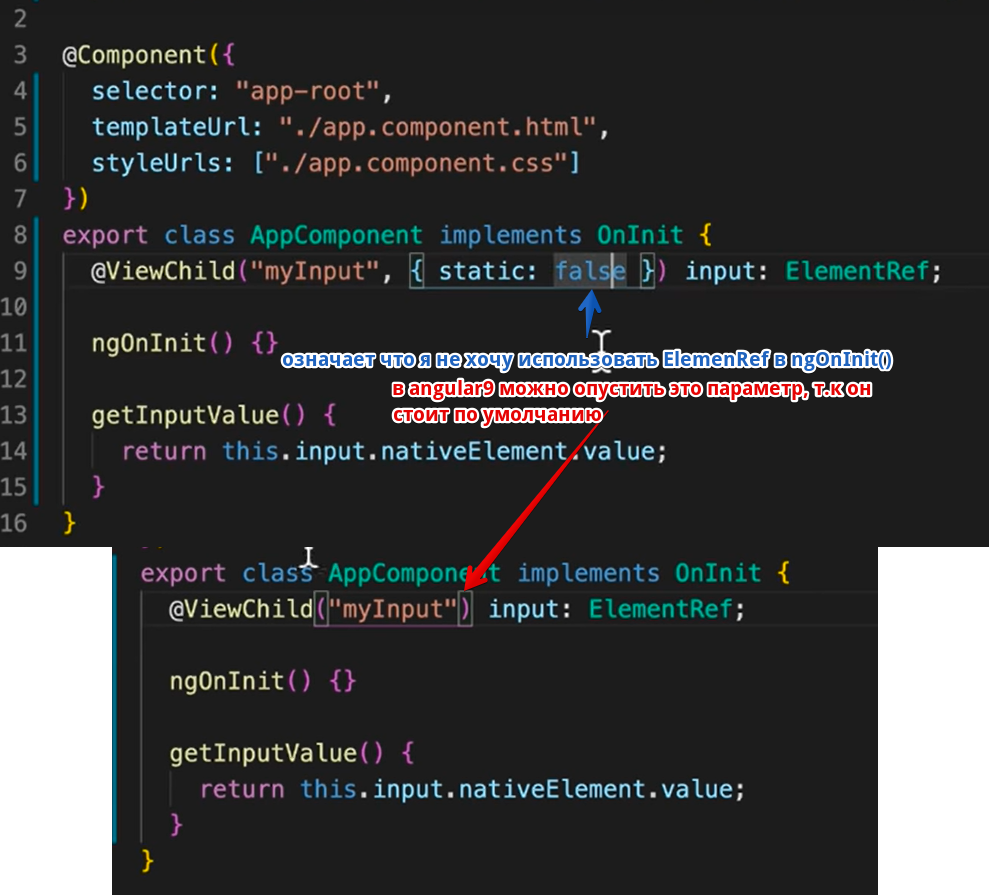 2
3 @Component({
4 selector: "app-root",
5 templateUrl: "./app.component.html",
6 styleUrls: ["./app.component.css"]
7 })
8 export class AppComponent implements OnInit {
9 @ViewChild("myInput", { static: false }) input: ElementRef;
10
11 ngOnInit() {}
означает что я не хочу использовать ElemenRef в ngOnInit()
12
в angular9 можно опустить это параметр, т.к он
13 getInputValue() {
стоит по умолчанию
14 return this.input.nativeElement.value;
15 }
16 }
export class AppComponent implements OnInit {
@ViewChild("myInput") input: ElementRef;
ngOnInit() {}
getInputValue() {
return this.input.nativeElement.value;
}
}